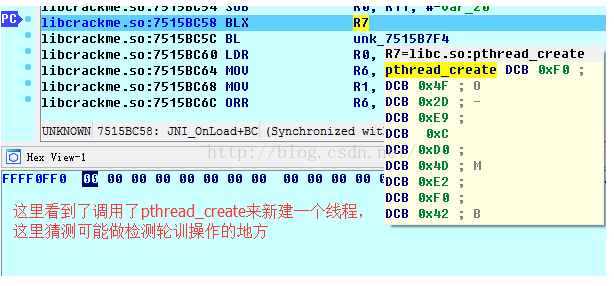 libcrackme.so:7515BC54 SUB R0, R11, #-var_20
PC libcrackme.so:7515BC58 BLX R7
libcrackme.so:7515BC5C BL unk_7515B7F4
libcrackme.so:7515BC60 LDR R0,
libcrackme.so:7515BC64 MOV R6,
libcrackme.so:7515BC68 MOV R1,
libcrackme.so:7515BC6C ORR R6,
R7=libc.so:pthread_create
pthread_create DCB 0xF0 ;
DCB 0x4F ; O
DCB 0x2D ; -
DCB 0xE9 ;
DCB 0xC
DCB 0xD0 ;
DCB 0x4D ; M
DCB 0xE2 ;
DCB 0xF0 ;
DCB 0x42 ; B
UNKNOWN 7515BC58: JNI_OnLoad+BC (Synchronized wit
http://blog.csdn.net/
Hex View-1
FFFF0FF0 00 00 00 00 00 00 00 00 00 00 00 00 0
这里看到了调用了pthread_create来新建一个线程，
这里猜测可能做检测轮训操作的地方